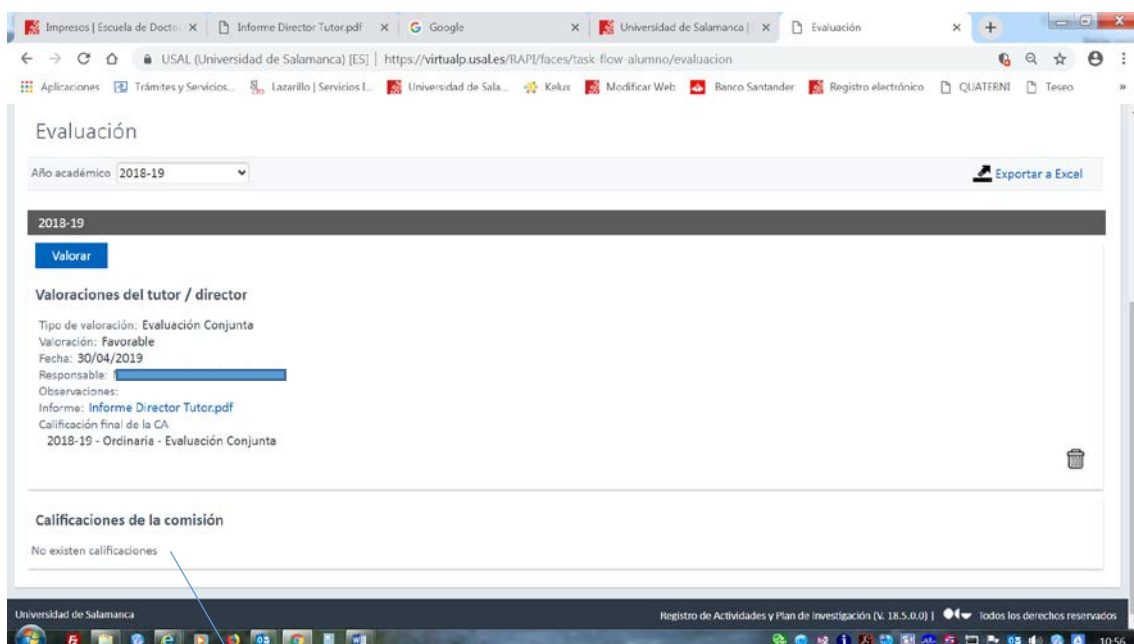 Impresos | Escuela de Docto
Informe Director Tutor.pdf
Google
Universidad de Salamanca |
Evaluación
USAL (Universidad de Salamanca) [ES] | https://virtualp.usal.es/RAPI/faces/task-flow-alumno/evaluacion
Aplicaciones
Trámites y Servicios...
Lazarillo | Servicios I...
Universidad de Sala...
Kelux
Modificar Web
Banco Santander
Registro electrónico
QUATERNI
Teseo
»
Evaluación
Año académico 2018-19
Exportar a Excel
2018-19
Valorar
Valoraciones del tutor / director
Tipo de valoración: Evaluación Conjunta
Valoración: Favorable
Fecha: 30/04/2019
Responsable:
Observaciones:
Informe: Informe Director Tutor.pdf
Calificación final de la CA
2018-19 - Ordinaria - Evaluación Conjunta
Calificaciones de la comisión
No existen calificaciones
Universidad de Salamanca
Registro de Actividades y Plan de Investigación (V. 18.5.0.0) |
Todos los derechos reservados
10:56